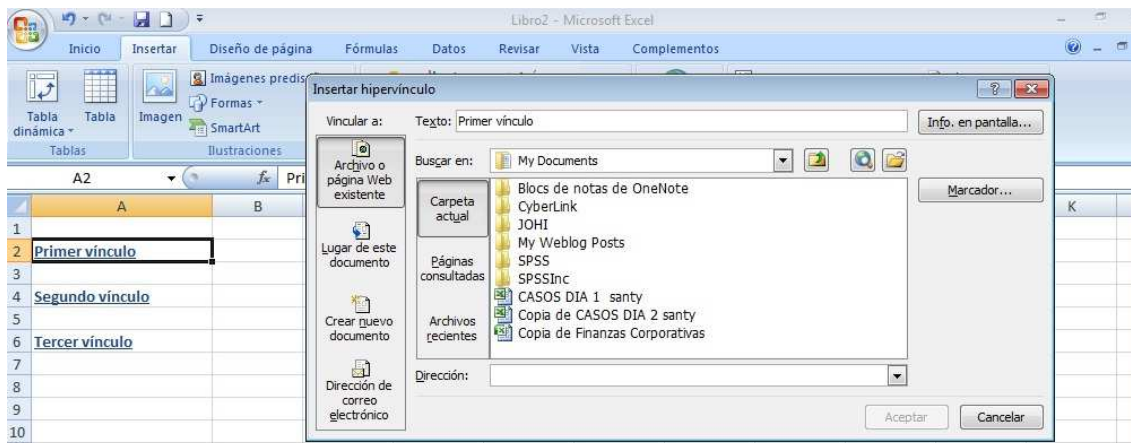 Libro2 - Microsoft Excel
Inicio Insertar Diseño de página Fórmulas Datos Revisar Vista Complementos
Tabla dinámica
Tabla
Imagen
Imágenes predis
Formas
SmartArt
Tablas
Ilustraciones
A2
fx Pri
A B K
1
2 Primer vínculo
3
4 Segundo vínculo
5
6 Tercer vínculo
7
8
9
10
Insertar hipervínculo
Vincular a:
Texto: Primer vínculo
Info. en pantalla...
Archivo o
página Web
existente
Lugar de este
documento
Crear nuevo
documento
Dirección de
correo
electrónico
Buscar en: My Documents
Carpeta
actual
Páginas
consultadas
Archivos
recientes
Blocs de notas de OneNote
CyberLink
JOHI
My Weblog Posts
SPSS
SPSSInc
CASOS DIA 1 santy
Copia de CASOS DIA 2 santy
Copia de Finanzas Corporativas
Marcador...
Dirección:
Aceptar
Cancelar